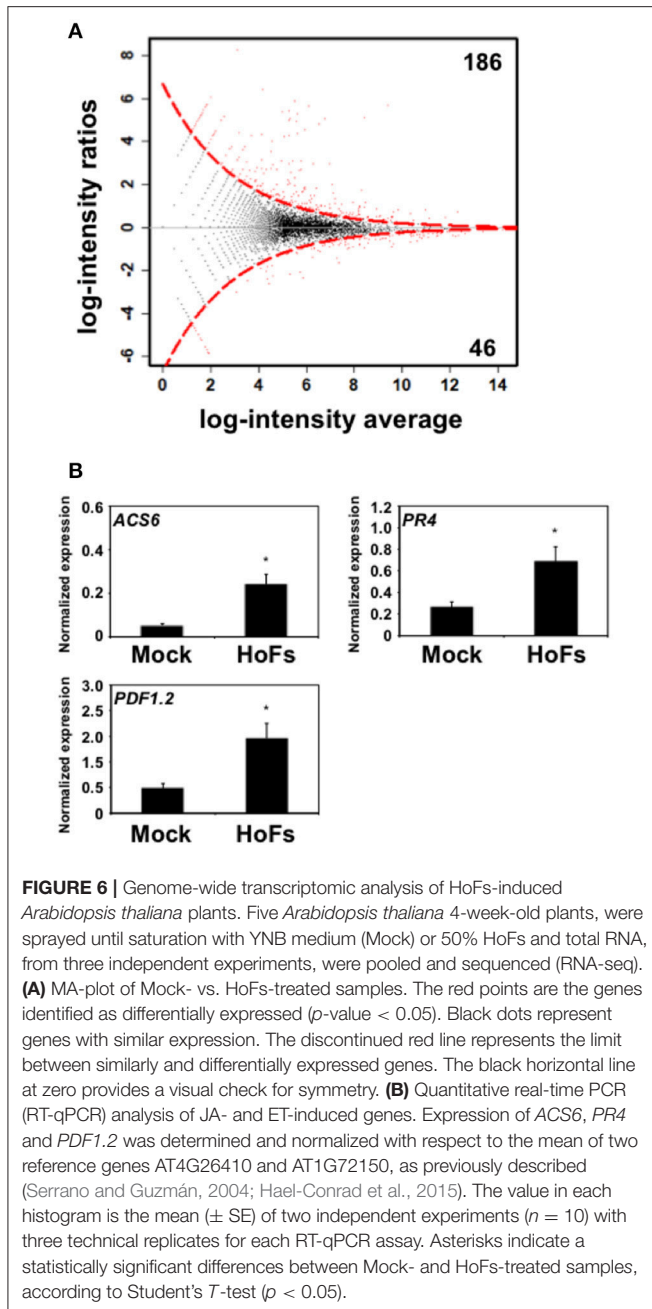 A
186
8
6
4
2
0
-2
-4
-6
log-intensity ratios
46
0 2 4 6 8 10 12 14
log-intensity average
B
0.6
0.4
0.2
0
Normalized expression
ACS6
*
Mock HoFs
1.2
1.0
0.8
0.6
0.4
0.2
0
Normalized expression
PR4
*
Mock HoFs
3.0
2.0
2.0
1.0
0.5
0
Normalized expression
PDF1.2
*
Mock HoFs
FIGURE 6 | Genome-wide transcriptomic analysis of HoFs-induced
Arabidopsis thaliana plants. Five Arabidopsis thaliana 4-week-old plants, were
sprayed until saturation with YNB medium (Mock) or 50% HoFs and total RNA,
from three independent experiments, were pooled and sequenced (RNA-seq).
(A) MA-plot of Mock- vs. HoFs-treated samples. The red points are the genes
identified as differentially expressed (p-value < 0.05). Black dots represent
genes with similar expression. The discontinued red line represents the limit
between similarly and differentially expressed genes. The black horizontal line
at zero provides a visual check for symmetry. (B) Quantitative real-time PCR
(RT-qPCR) analysis of JA- and ET-induced genes. Expression of ACS6, PR4
and PDF1.2 was determined and normalized with respect to the mean of two
reference genes AT4G26410 and AT1G72150, as previously described
(Serrano and Guzmán, 2004; Hael-Conrad et al., 2015). The value in each
histogram is the mean (± SE) of two independent experiments (n = 10) with
three technical replicates for each RT-qPCR assay. Asterisks indicate a
statistically significant differences between Mock- and HoFs-treated samples,
according to Student's T-test (p < 0.05).